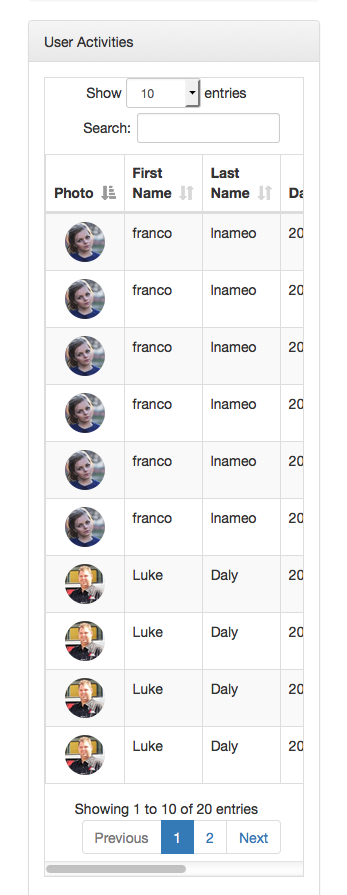 User Activities
Show 10 entries
Search:
Photo First Name Last Name Da
franco lnameo 20
franco lnameo 20
franco lnameo 20
franco lnameo 20
franco lnameo 20
franco lnameo 20
Luke Daly 20
Luke Daly 20
Luke Daly 20
Luke Daly 20
Showing 1 to 10 of 20 entries
Previous 1 2 Next